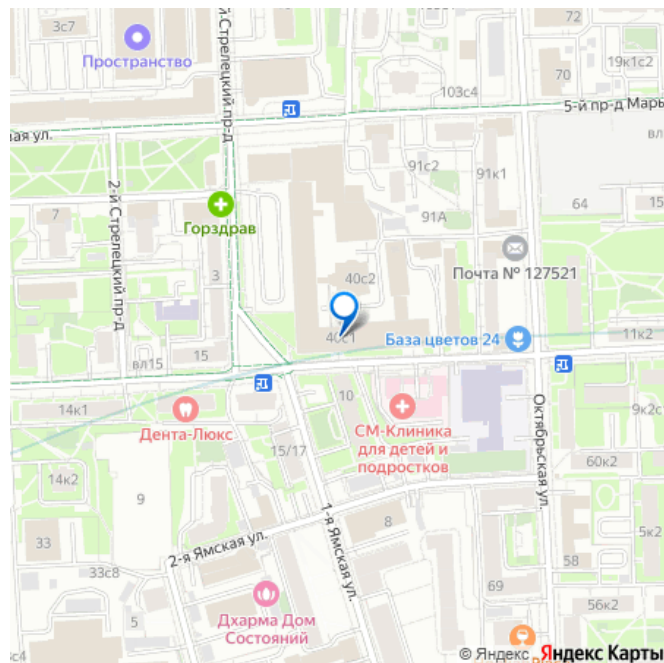 3с7
Пространство
й Стрелецкий пр-д
72
19к1с2
70
103с4
5-й пр-д Марь
вая ул.
2-й Стрелецкий пр-д
91с2
91к1
7
Горздрав
91А
64
15
3
40с2
Почта № 127521
40с1
База цветов 24
11к2
вл15
15
14к1
Дента-Люкс
10
СМ-Клиника
для детей и
подростков
Октябрьская ул.
9к2с
15/17
60к2
14к2
9
1-я Ямская ул.
2-я Ямская ул.
8
5к2
33
33с8
58
69
Дхарма Дом
Состояний
5
56к2
© Яндекс Яндекс Карты